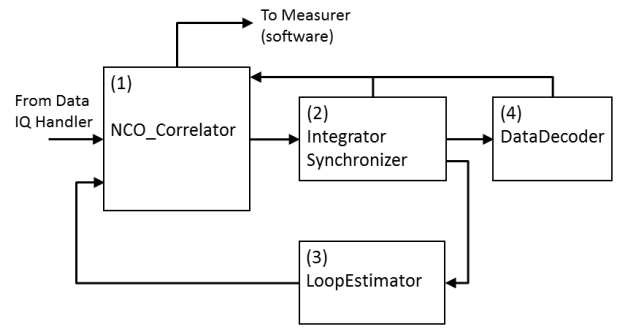 To Measurer
(software)
From Data
IQ Handler
(1)
NCO_Correlator
(2)
Integrator
Synchronizer
(4)
DataDecoder
(3)
LoopEstimator